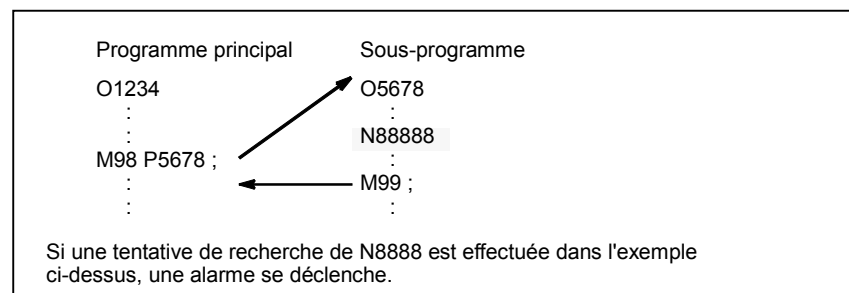 Programme principal Sous-programme
O1234 O5678
: :
: N88888
M98 P5678 ; :
: M99 ;
: :
Si une tentative de recherche de N8888 est effectuée dans l'exemple
ci-dessus, une alarme se déclenche.